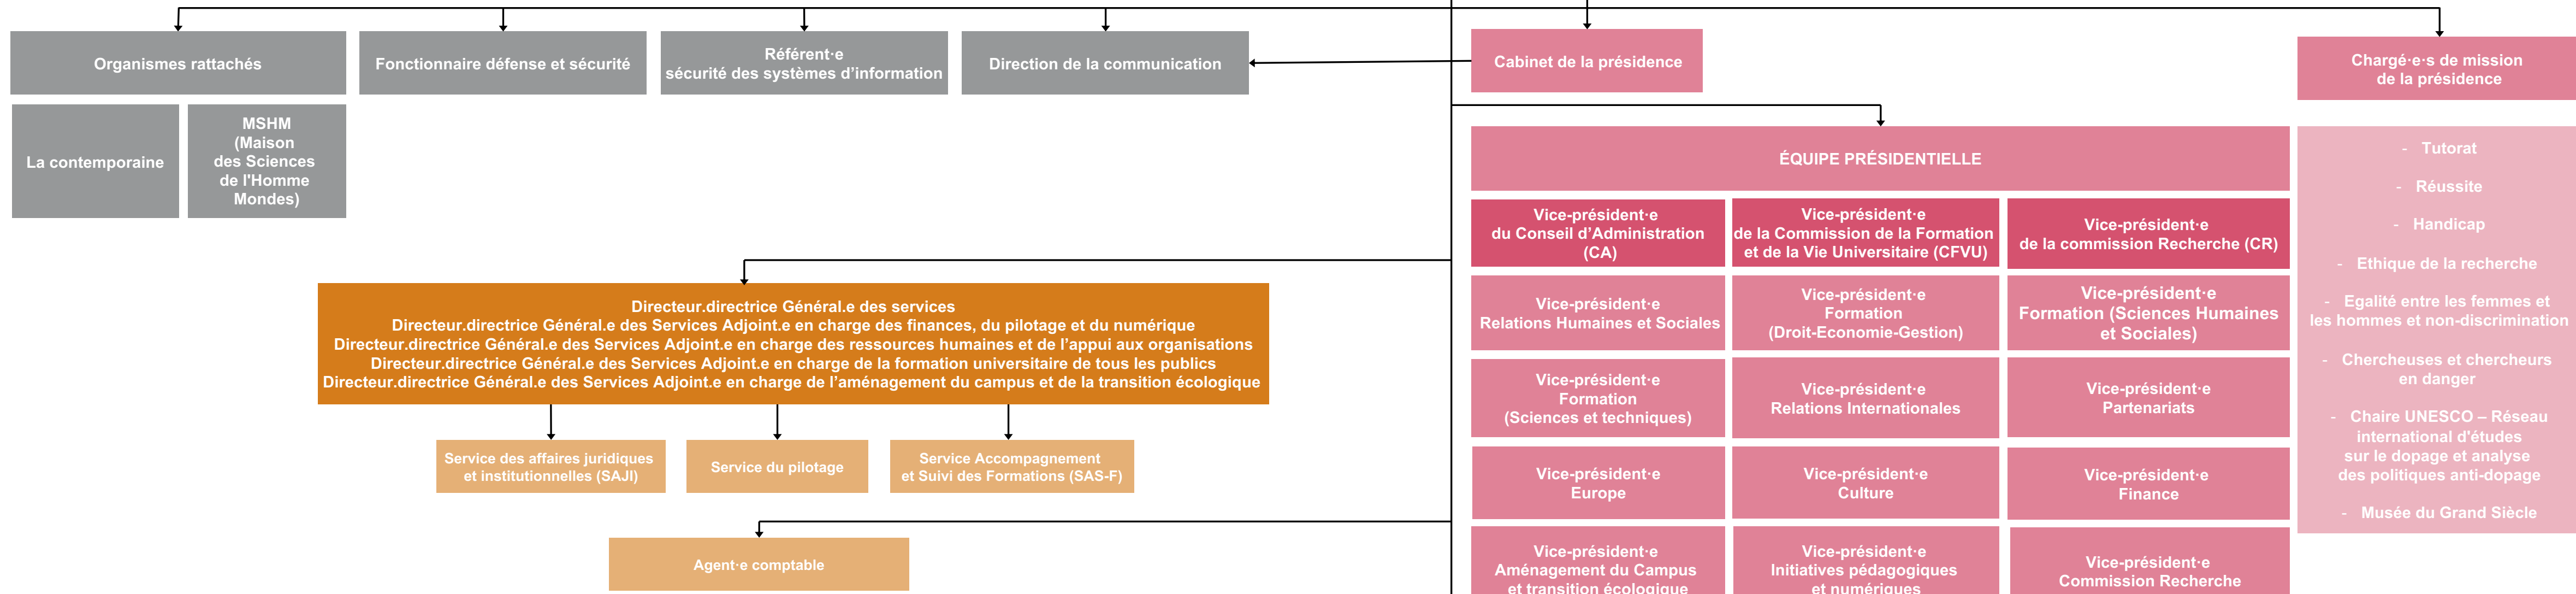 Organismes rattachés
Fonctionnaire défense et sécurité
Référent·e
sécurité des systèmes d’information
Direction de la communication
Cabinet de la présidence
Chargé·e·s de mission
de la présidence
La contemporaine
MSHM
(Maison
des Sciences
de l'Homme
Mondes)
ÉQUIPE PRÉSIDENTIELLE
Vice-président·e
du Conseil d’Administration
(CA)
Vice-président·e
de la Commission de la Formation
et de la Vie Universitaire (CFVU)
Vice-président·e
de la commission Recherche (CR)
Vice-président·e
Relations Humaines et Sociales
Vice-président·e
Formation
(Droit-Economie-Gestion)
Vice-président·e
Formation (Sciences Humaines
et Sociales)
Vice-président·e
Formation
(Sciences et techniques)
Vice-président·e
Relations Internationales
Vice-président·e
Partenariats
Vice-président·e
Europe
Vice-président·e
Culture
Vice-président·e
Finance
Vice-président·e
Aménagement du Campus
et transition écologique
Vice-président·e
Initiatives pédagogiques
et numériques
Vice-président·e
Commission Recherche
- Tutorat
- Réussite
- Handicap
- Ethique de la recherche
- Egalité entre les femmes et
les hommes et non-discrimination
- Chercheuses et chercheurs
en danger
- Chaire UNESCO – Réseau
international d'études
sur le dopage et analyse
des politiques anti-dopage
- Musée du Grand Siècle
Directeur.directrice Général.e des services
Directeur.directrice Général.e des Services Adjoint.e en charge des finances, du pilotage et du numérique
Directeur.directrice Général.e des Services Adjoint.e en charge des ressources humaines et de l’appui aux organisations
Directeur.directrice Général.e des Services Adjoint.e en charge de la formation universitaire de tous les publics
Directeur.directrice Général.e des Services Adjoint.e en charge de l’aménagement du campus et de la transition écologique
Service des affaires juridiques
et institutionnelles (SAJI)
Service du pilotage
Service Accompagnement
et Suivi des Formations (SAS-F)
Agent·e comptable